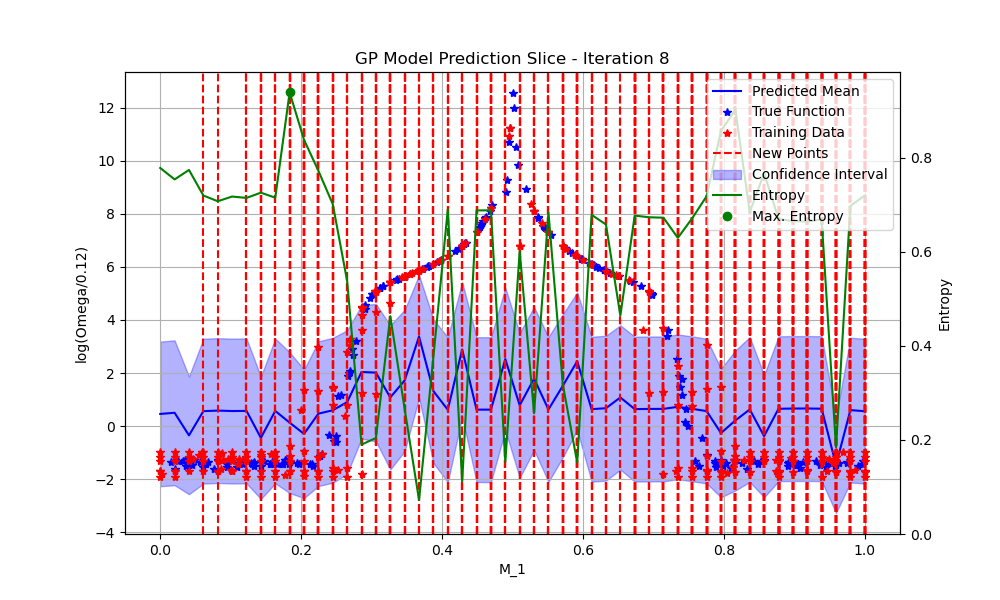 GP Model Prediction Slice - Iteration 8
Predicted Mean
True Function
Training Data
New Points
Confidence Interval
Entropy
Max. Entropy
log(Omega/0.12)
12
10
8
6
4
2
0
−2
−4
0.8
0.6
0.4
0.2
0.0
Entropy
0.0 0.2 0.4 0.6 0.8 1.0
M_1